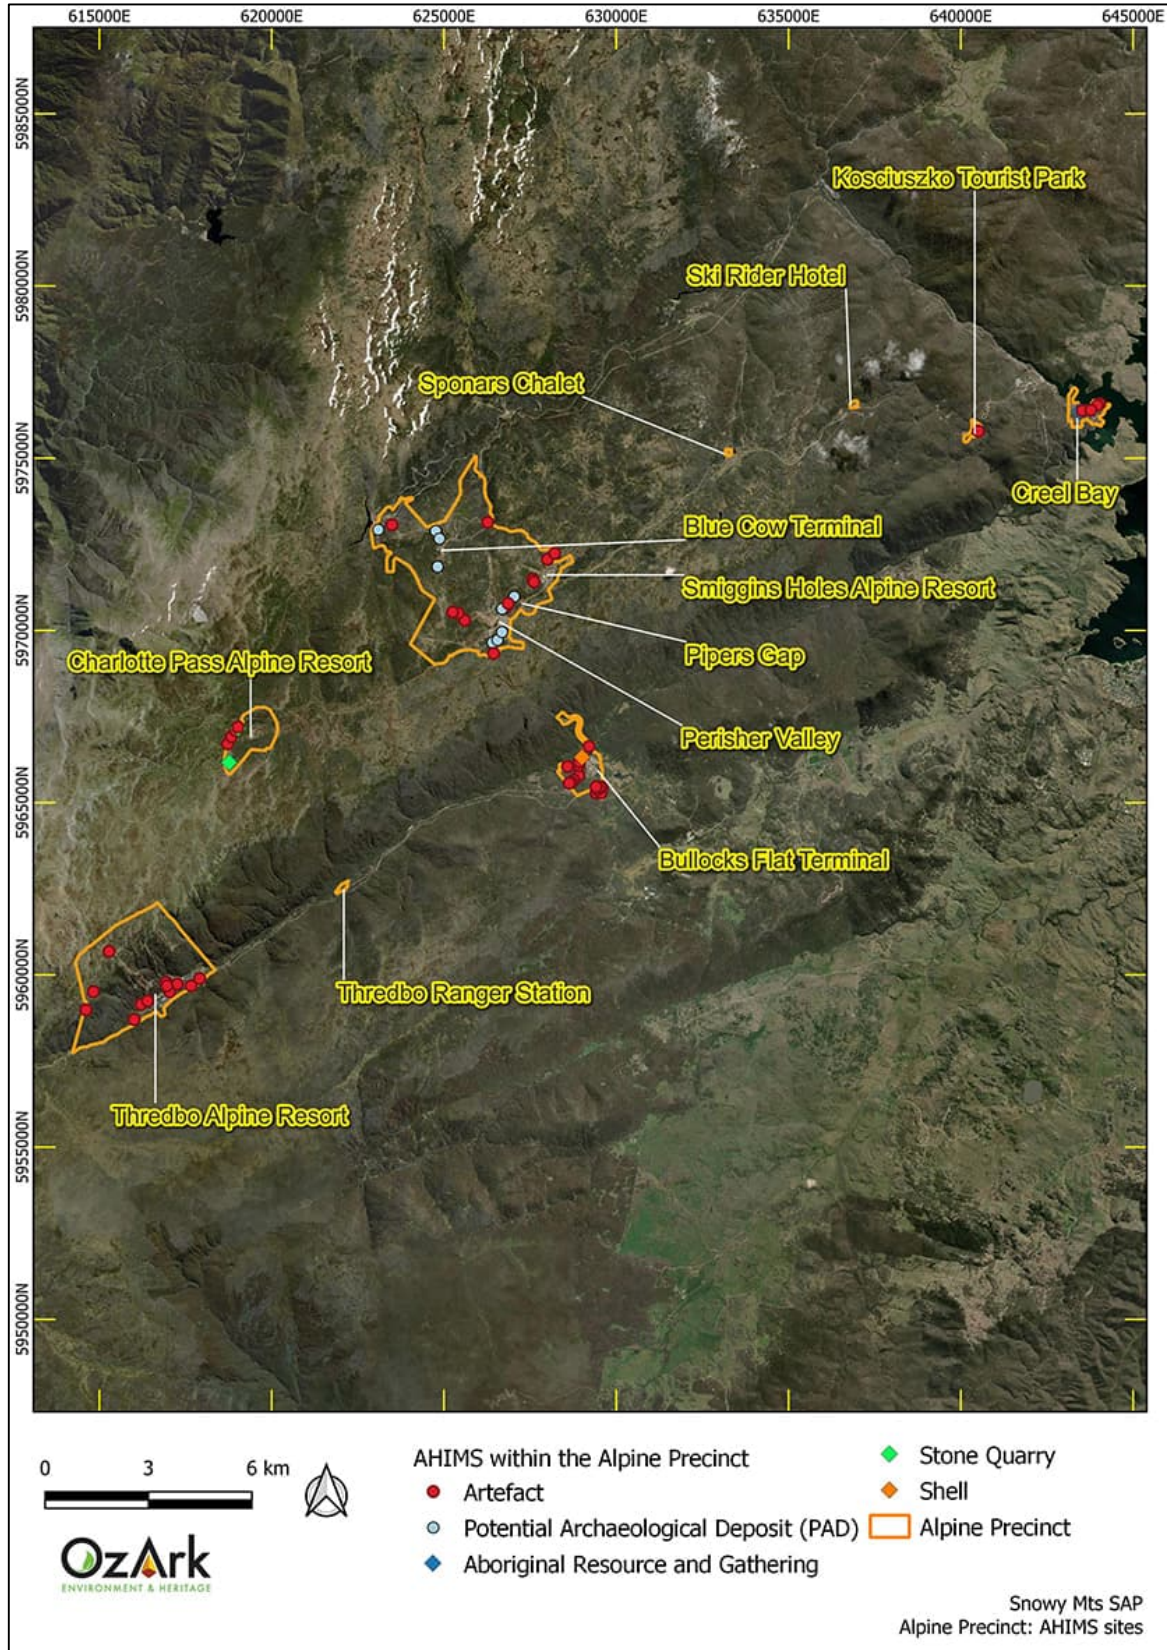 615000E 620000E 625000E 630000E 635000E 640000E 645000E
5985000N
5980000N
5975000N
5970000N
5965000N
5960000N
5955000N
5950000N
Kosciuszko Tourist Park
Ski Rider Hotel
Sponars Chalet
Creel Bay
Blue Cow Terminal
Smiggins Holes Alpine Resort
Pipers Gap
Charlotte Pass Alpine Resort
Perisher Valley
Bullocks Flat Terminal
Thredbo Ranger Station
Thredbo Alpine Resort
0 3 6 km
AHIMS within the Alpine Precinct
Artefact
Potential Archaeological Deposit (PAD)
Aboriginal Resource and Gathering
Stone Quarry
Shell
Alpine Precinct
OzArk
ENVIRONMENT & HERITAGE
Snowy Mts SAP
Alpine Precinct: AHIMS sites